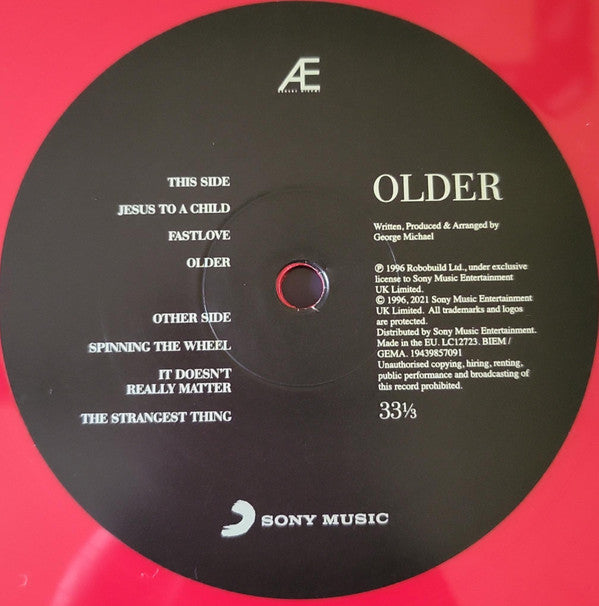 Æ
THIS SIDE
JESUS TO A CHILD
FASTLOVE
OLDER
OTHER SIDE
SPINNING THE WHEEL
IT DOESN'T
REALLY MATTER
THE STRANGEST THING
OLDER
Written, Produced & Arranged by
George Michael
℗ 1996 Robobuild Ltd., under exclusive
license to Sony Music Entertainment
UK Limited.
© 1996, 2021 Sony Music Entertainment
UK Limited. All trademarks and logos
are protected.
Distributed by Sony Music Entertainment.
Made in the EU. LC12723. BIEM /
GEMA. 19439857091
Unauthorised copying, hiring, renting,
public performance and broadcasting of
this record prohibited.
33⅓
SONY MUSIC